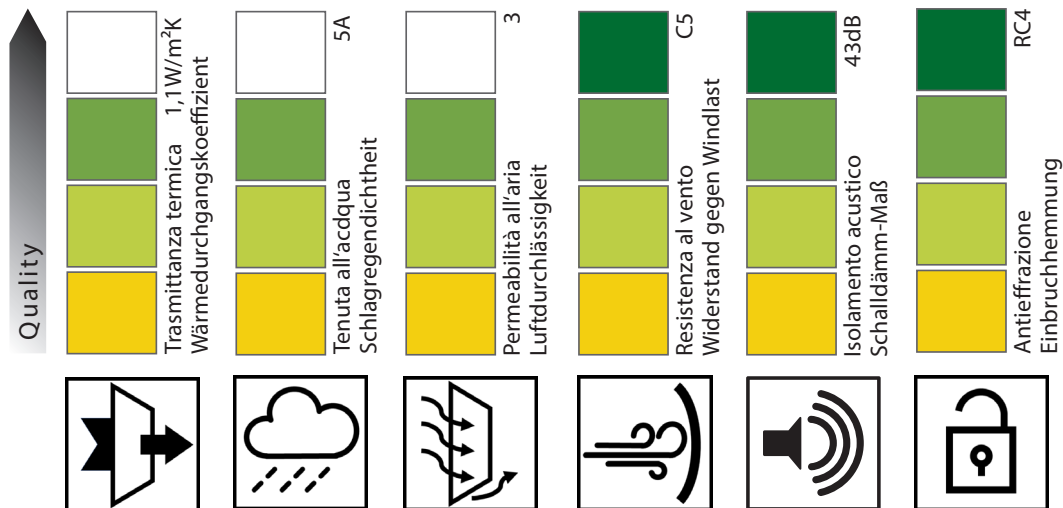 Quality
Trasmittanza termica 1,1W/m²K
Wärmedurchgangskoeffizient
Tenuta all'acdqua 5A
Schlagregendichtheit
Permeabilità all'aria 3
Luftdurchlässigkeit
Resistenza al vento C5
Widerstand gegen Windlast
Isolamento acustico 43dB
Schalldämm-Maß
Antieffrazione RC4
Einbruchhemmung